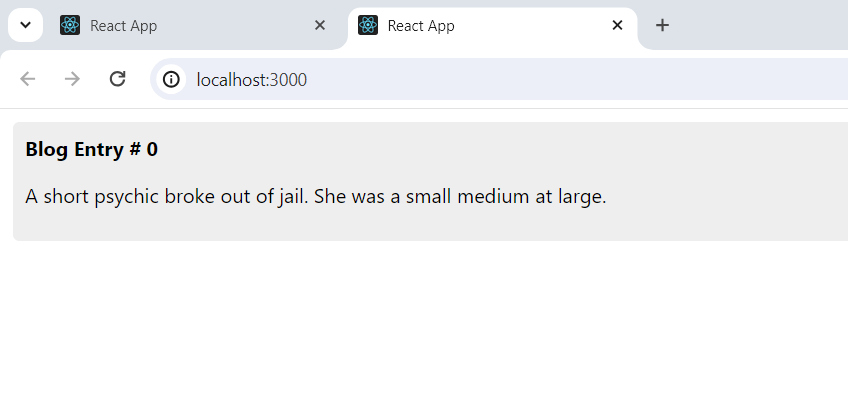 React App
React App
localhost:3000
Blog Entry # 0
A short psychic broke out of jail. She was a small medium at large.